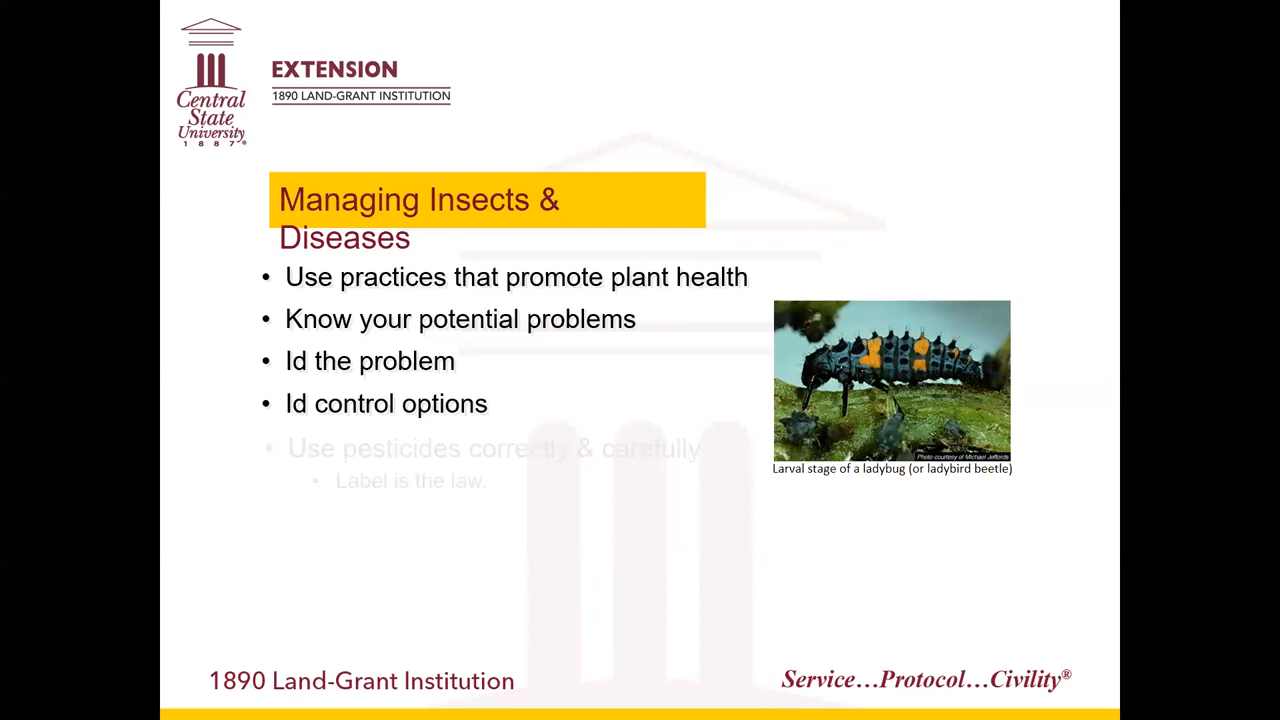 EXTENSION
1890 LAND-GRANT INSTITUTION
Central
State
University
1887®
Managing Insects &
Diseases
• Use practices that promote plant health
• Know your potential problems
• Id the problem
• Id control options
• Use pesticides correctly & carefully
• Label is the law.
Photo courtesy of Michael Jeffords
Larval stage of a ladybug (or ladybird beetle)
1890 Land-Grant Institution
Service…Protocol…Civility®